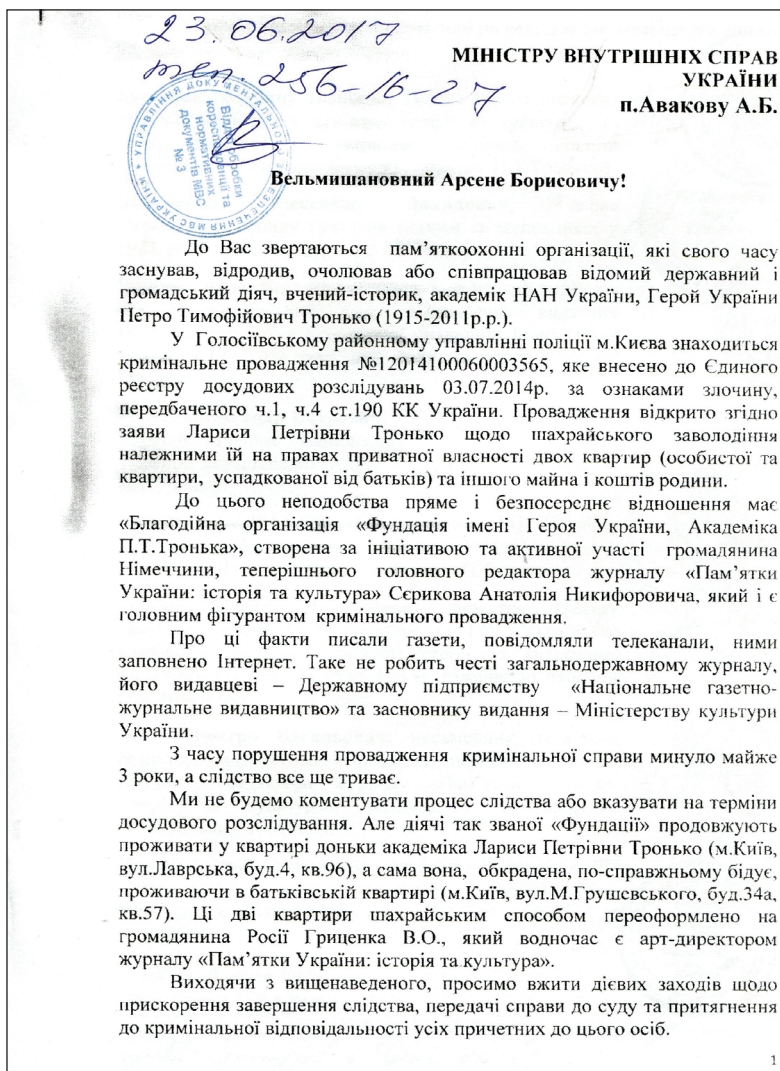 23.06.2017
тел. 256-16-27
МІНІСТРУ ВНУТРІШНІХ СПРАВ
УКРАЇНИ
п.Авакову А.Б.
Відділ обробки
кореспонденції та
нормативних
документів МВС
№ 3
Вельмишановний Арсене Борисовичу!
До Вас звертаються пам’яткоохонні організації, які свого часу
заснував, відродив, очолював або співпрацював відомий державний і
громадський діяч, вчений-історик, академік НАН України, Герой України
Петро Тимофійович Тронько (1915-2011р.р.).
У Голосіївському районному управлінні поліції м.Києва знаходиться
кримінальне провадження №12014100060003565, яке внесено до Єдиного
реєстру досудових розслідувань 03.07.2014р. за ознаками злочину,
передбаченого ч.1, ч.4 ст.190 КК України. Провадження відкрито згідно
заяви Лариси Петрівни Тронько щодо шахрайського заволодіння
належними їй на правах приватної власності двох квартир (особистої та
квартири, успадкованої від батьків) та іншого майна і коштів родини.
До цього неподобства пряме і безпосереднє відношення має
«Благодійна організація «Фундація імені Героя України, Академіка
П.Т.Тронька», створена за ініціативою та активної участі громадянина
Німеччини, теперішнього головного редактора журналу «Пам’ятки
України: історія та культура» Сєрикова Анатолія Никифоровича, який і є
головним фігурантом кримінального провадження.
Про ці факти писали газети, повідомляли телеканали, ними
заповнено Інтернет. Таке не робить честі загальнодержавному журналу,
його видавцеві – Державному підприємству «Національне газетно-
журнальне видавництво» та засновнику видання – Міністерству культури
України.
З часу порушення провадження кримінальної справи минуло майже
3 роки, а слідство все ще триває.
Ми не будемо коментувати процес слідства або вказувати на терміни
досудового розслідування. Але діячі так званої «Фундації» продовжують
проживати у квартирі доньки академіка Лариси Петрівни Тронько (м.Київ,
вул.Лаврська, буд.4, кв.96), а сама вона, обкрадена, по-справжньому бідує,
проживаючи в батьківській квартирі (м.Київ, вул.М.Грушевського, буд.34а,
кв.57). Ці дві квартири шахрайським способом переоформлено на
громадянина Росії Гриценка В.О., який водночас є арт-директором
журналу «Пам’ятки України: історія та культура».
Виходячи з вищенаведеного, просимо вжити дієвих заходів щодо
прискорення завершення слідства, передачі справи до суду та притягнення
до кримінальної відповідальності усіх причетних до цього осіб.
1